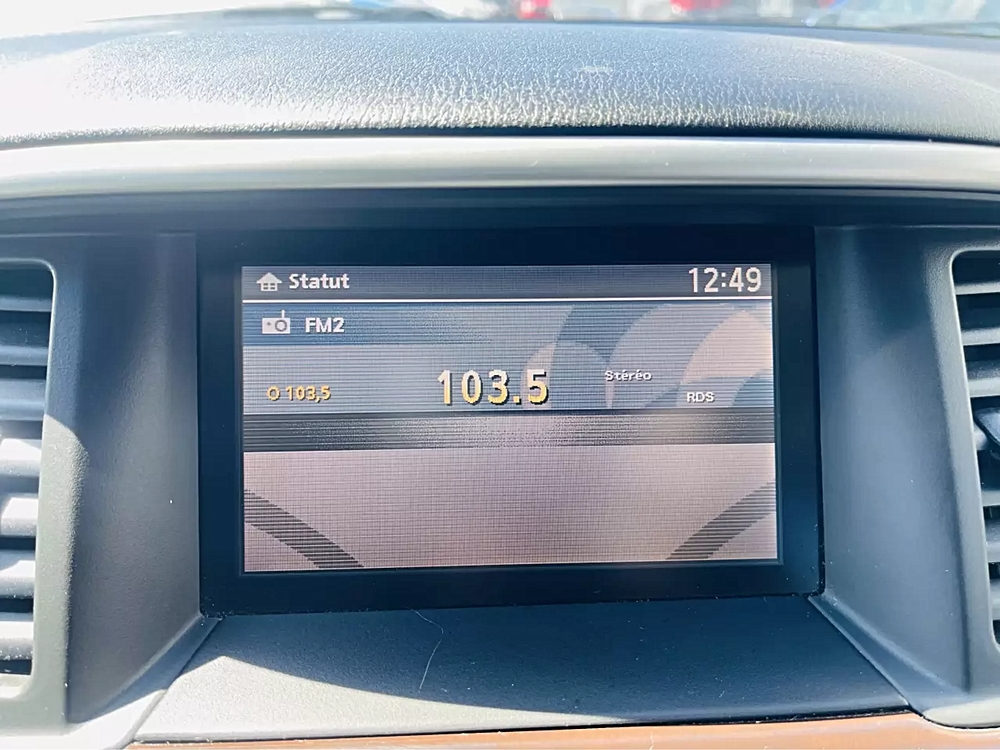 Statut 12:49
FM2
O 103,5 103.5 Stéréo
RDS